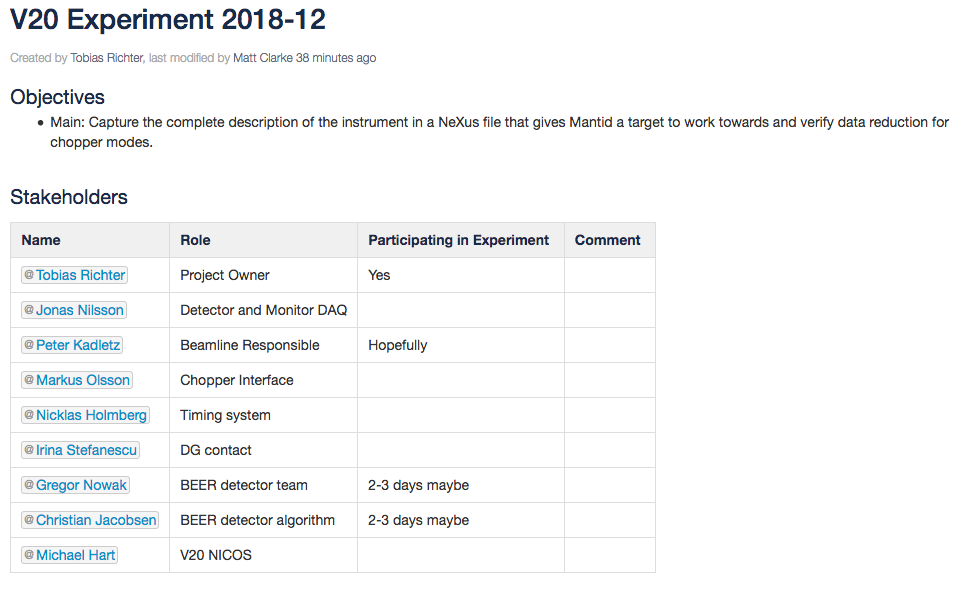 V20 Experiment 2018-12
Created by Tobias Richter, last modified by Matt Clarke 38 minutes ago
Objectives
• Main: Capture the complete description of the instrument in a NeXus file that gives Mantid a target to work towards and verify data reduction for
chopper modes.
Stakeholders
Name Role Participating in Experiment Comment
@Tobias Richter Project Owner Yes
@Jonas Nilsson Detector and Monitor DAQ
@Peter Kadletz Beamline Responsible Hopefully
@Markus Olsson Chopper Interface
@Nicklas Holmberg Timing system
@Irina Stefanescu DG contact
@Gregor Nowak BEER detector team 2-3 days maybe
@Christian Jacobsen BEER detector algorithm 2-3 days maybe
@Michael Hart V20 NICOS